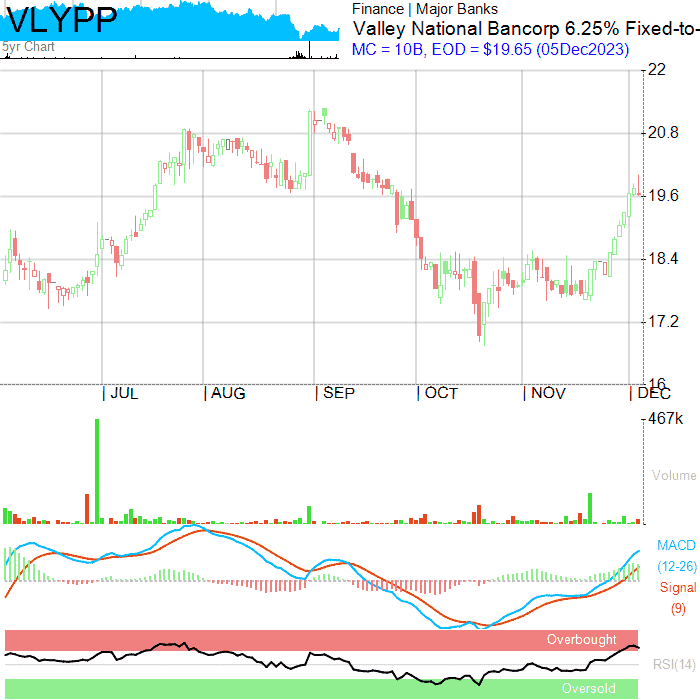 VLYPP
5yr Chart
Finance | Major Banks
Valley National Bancorp 6.25% Fixed-to-
MC = 10B, EOD = $19.65 (05Dec2023)
22
20.8
19.6
18.4
17.2
16
JUL AUG SEP OCT NOV DEC
467k
Volume
MACD
(12-26)
Signal
(9)
Overbought
RSI(14)
Oversold